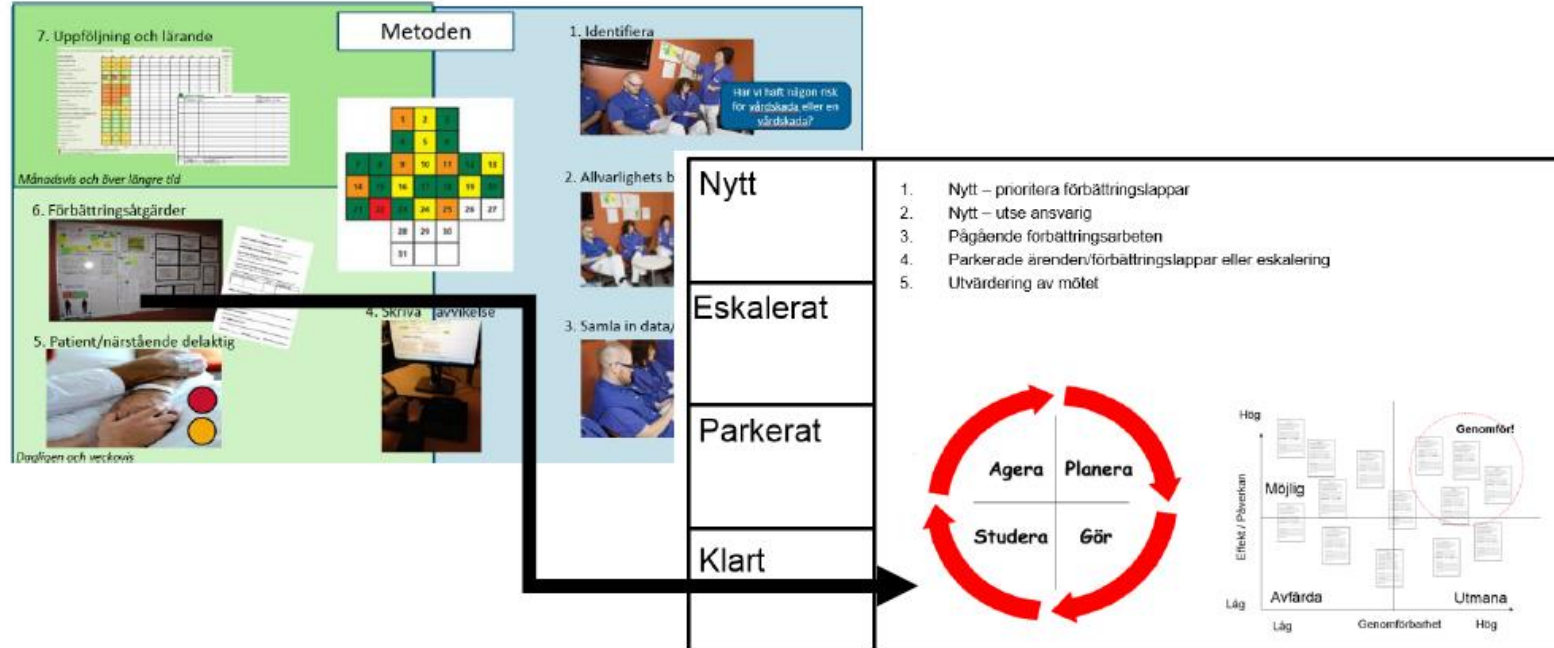 Metoden
7. Uppföljning och lärande
Månadsvis och över längre tid
6. Förbättringsåtgärder
5. Patient/närstående delaktig
Dagligen och veckovis
4. Skriva avvikelse
1. Identifiera
Har vi haft någon risk
för vårdskada eller en
vårdskada?
2. Allvarlighets b
3. Samla in data/
1 2 3
4 5 6
7 8 9 10 11 12 13
14 15 16 17 18 19 20
21 22 23 24 25 26 27
28 29 30
31
Nytt
Eskalerat
Parkerat
Klart
1. Nytt – prioritera förbättringslappar
2. Nytt – utse ansvarig
3. Pågående förbättringsarbeten
4. Parkerade ärenden/förbättringslappar eller eskalering
5. Utvärdering av mötet
Agera Planera
Studera Gör
Hög
Genomför!
Möjlig
Effekt / Påverkan
Avfärda Utmana
Låg
Låg Genomförbarhet Hög